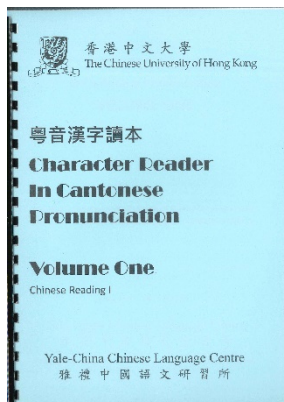 香港中文大學
The Chinese University of Hong Kong
粵音漢字讀本
Character Reader
In Cantonese
Pronunciation
Volume One
Chinese Reading I
Yale-China Chinese Language Centre
雅禮中國語文研習所